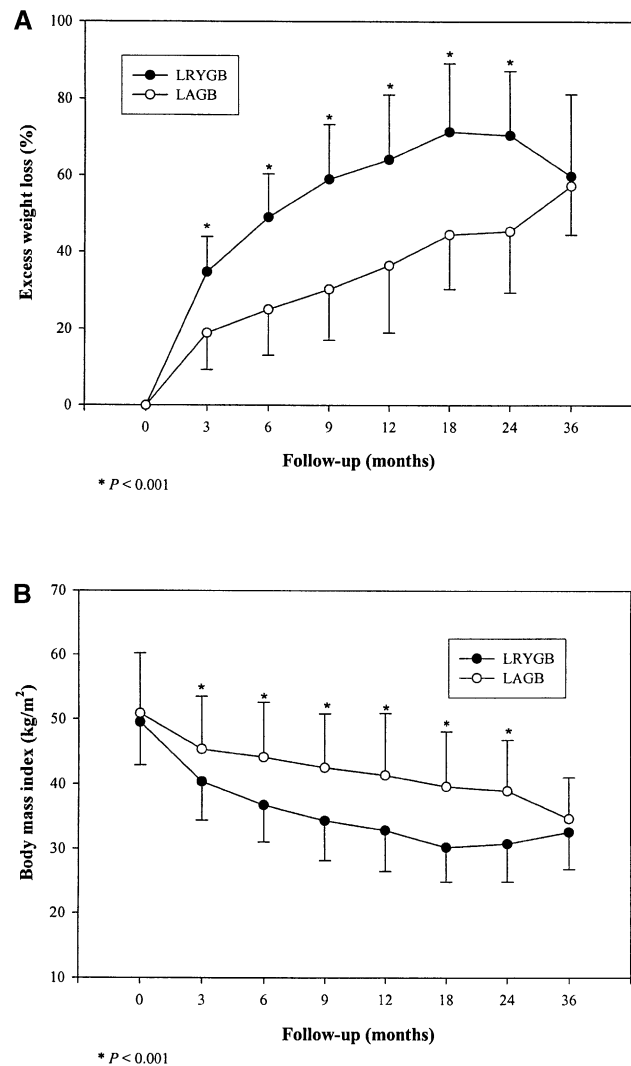 A
100
80
60
40
20
0
Excess weight loss (%)
LRYGB
LAGB
* * * * * *
0 3 6 9 12 18 24 36
Follow-up (months)
* P < 0.001
B
70
60
50
40
30
20
10
Body mass index (kg/m²)
LRYGB
LAGB
* * * * * *
0 3 6 9 12 18 24 36
Follow-up (months)
* P < 0.001